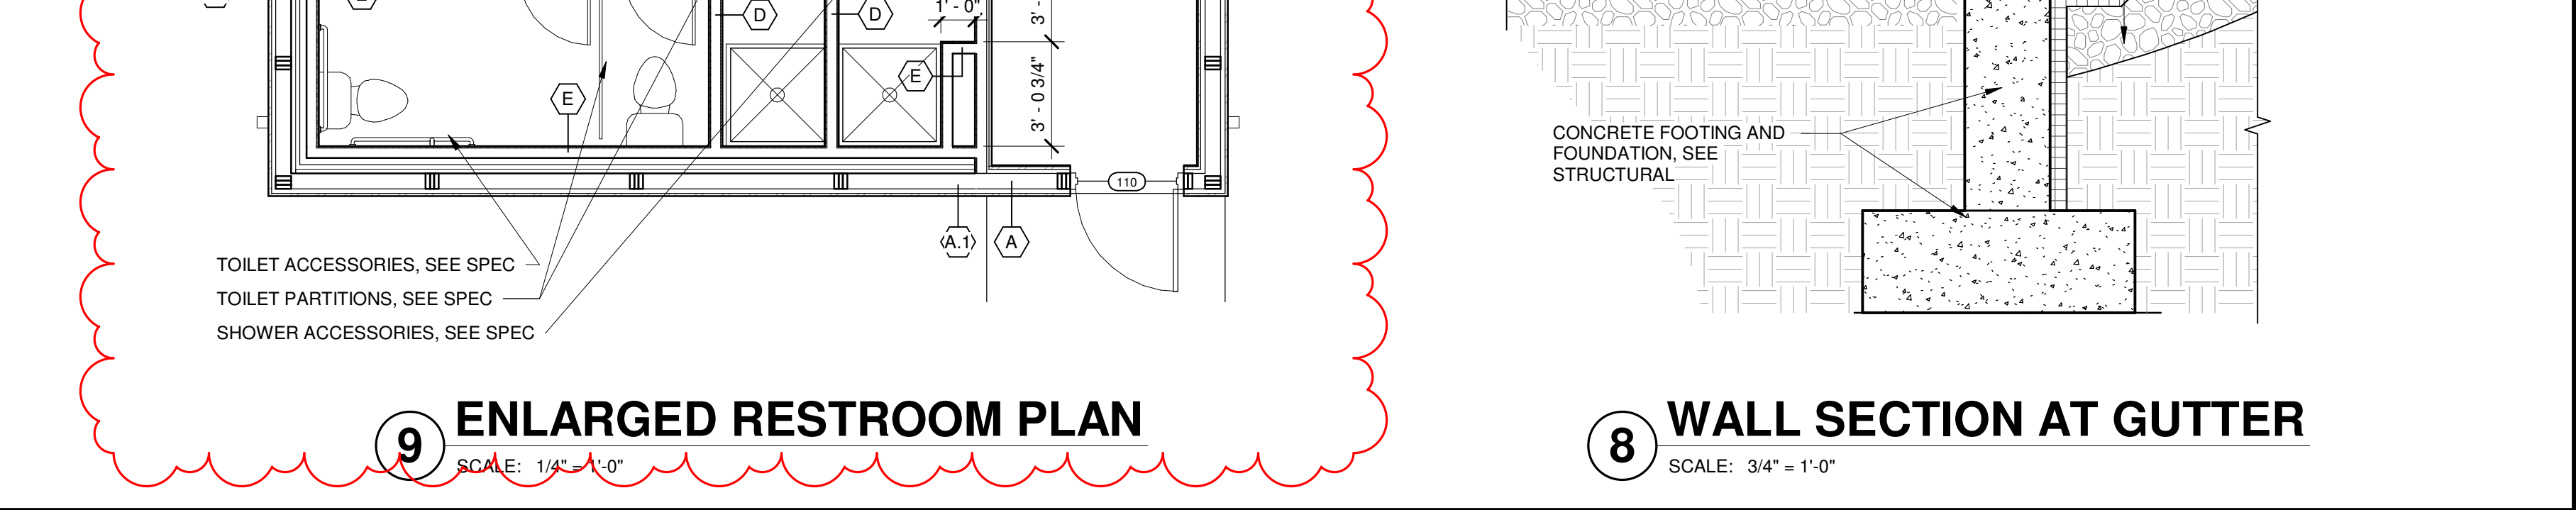 D
D
1' - 0"
3' -
E
E
3' - 0 3/4"
110
A.1
A
TOILET ACCESSORIES, SEE SPEC
TOILET PARTITIONS, SEE SPEC
SHOWER ACCESSORIES, SEE SPEC
9
ENLARGED RESTROOM PLAN
SCALE: 1/4" = 1'-0"
CONCRETE FOOTING AND
FOUNDATION, SEE
STRUCTURAL
8
WALL SECTION AT GUTTER
SCALE: 3/4" = 1'-0"